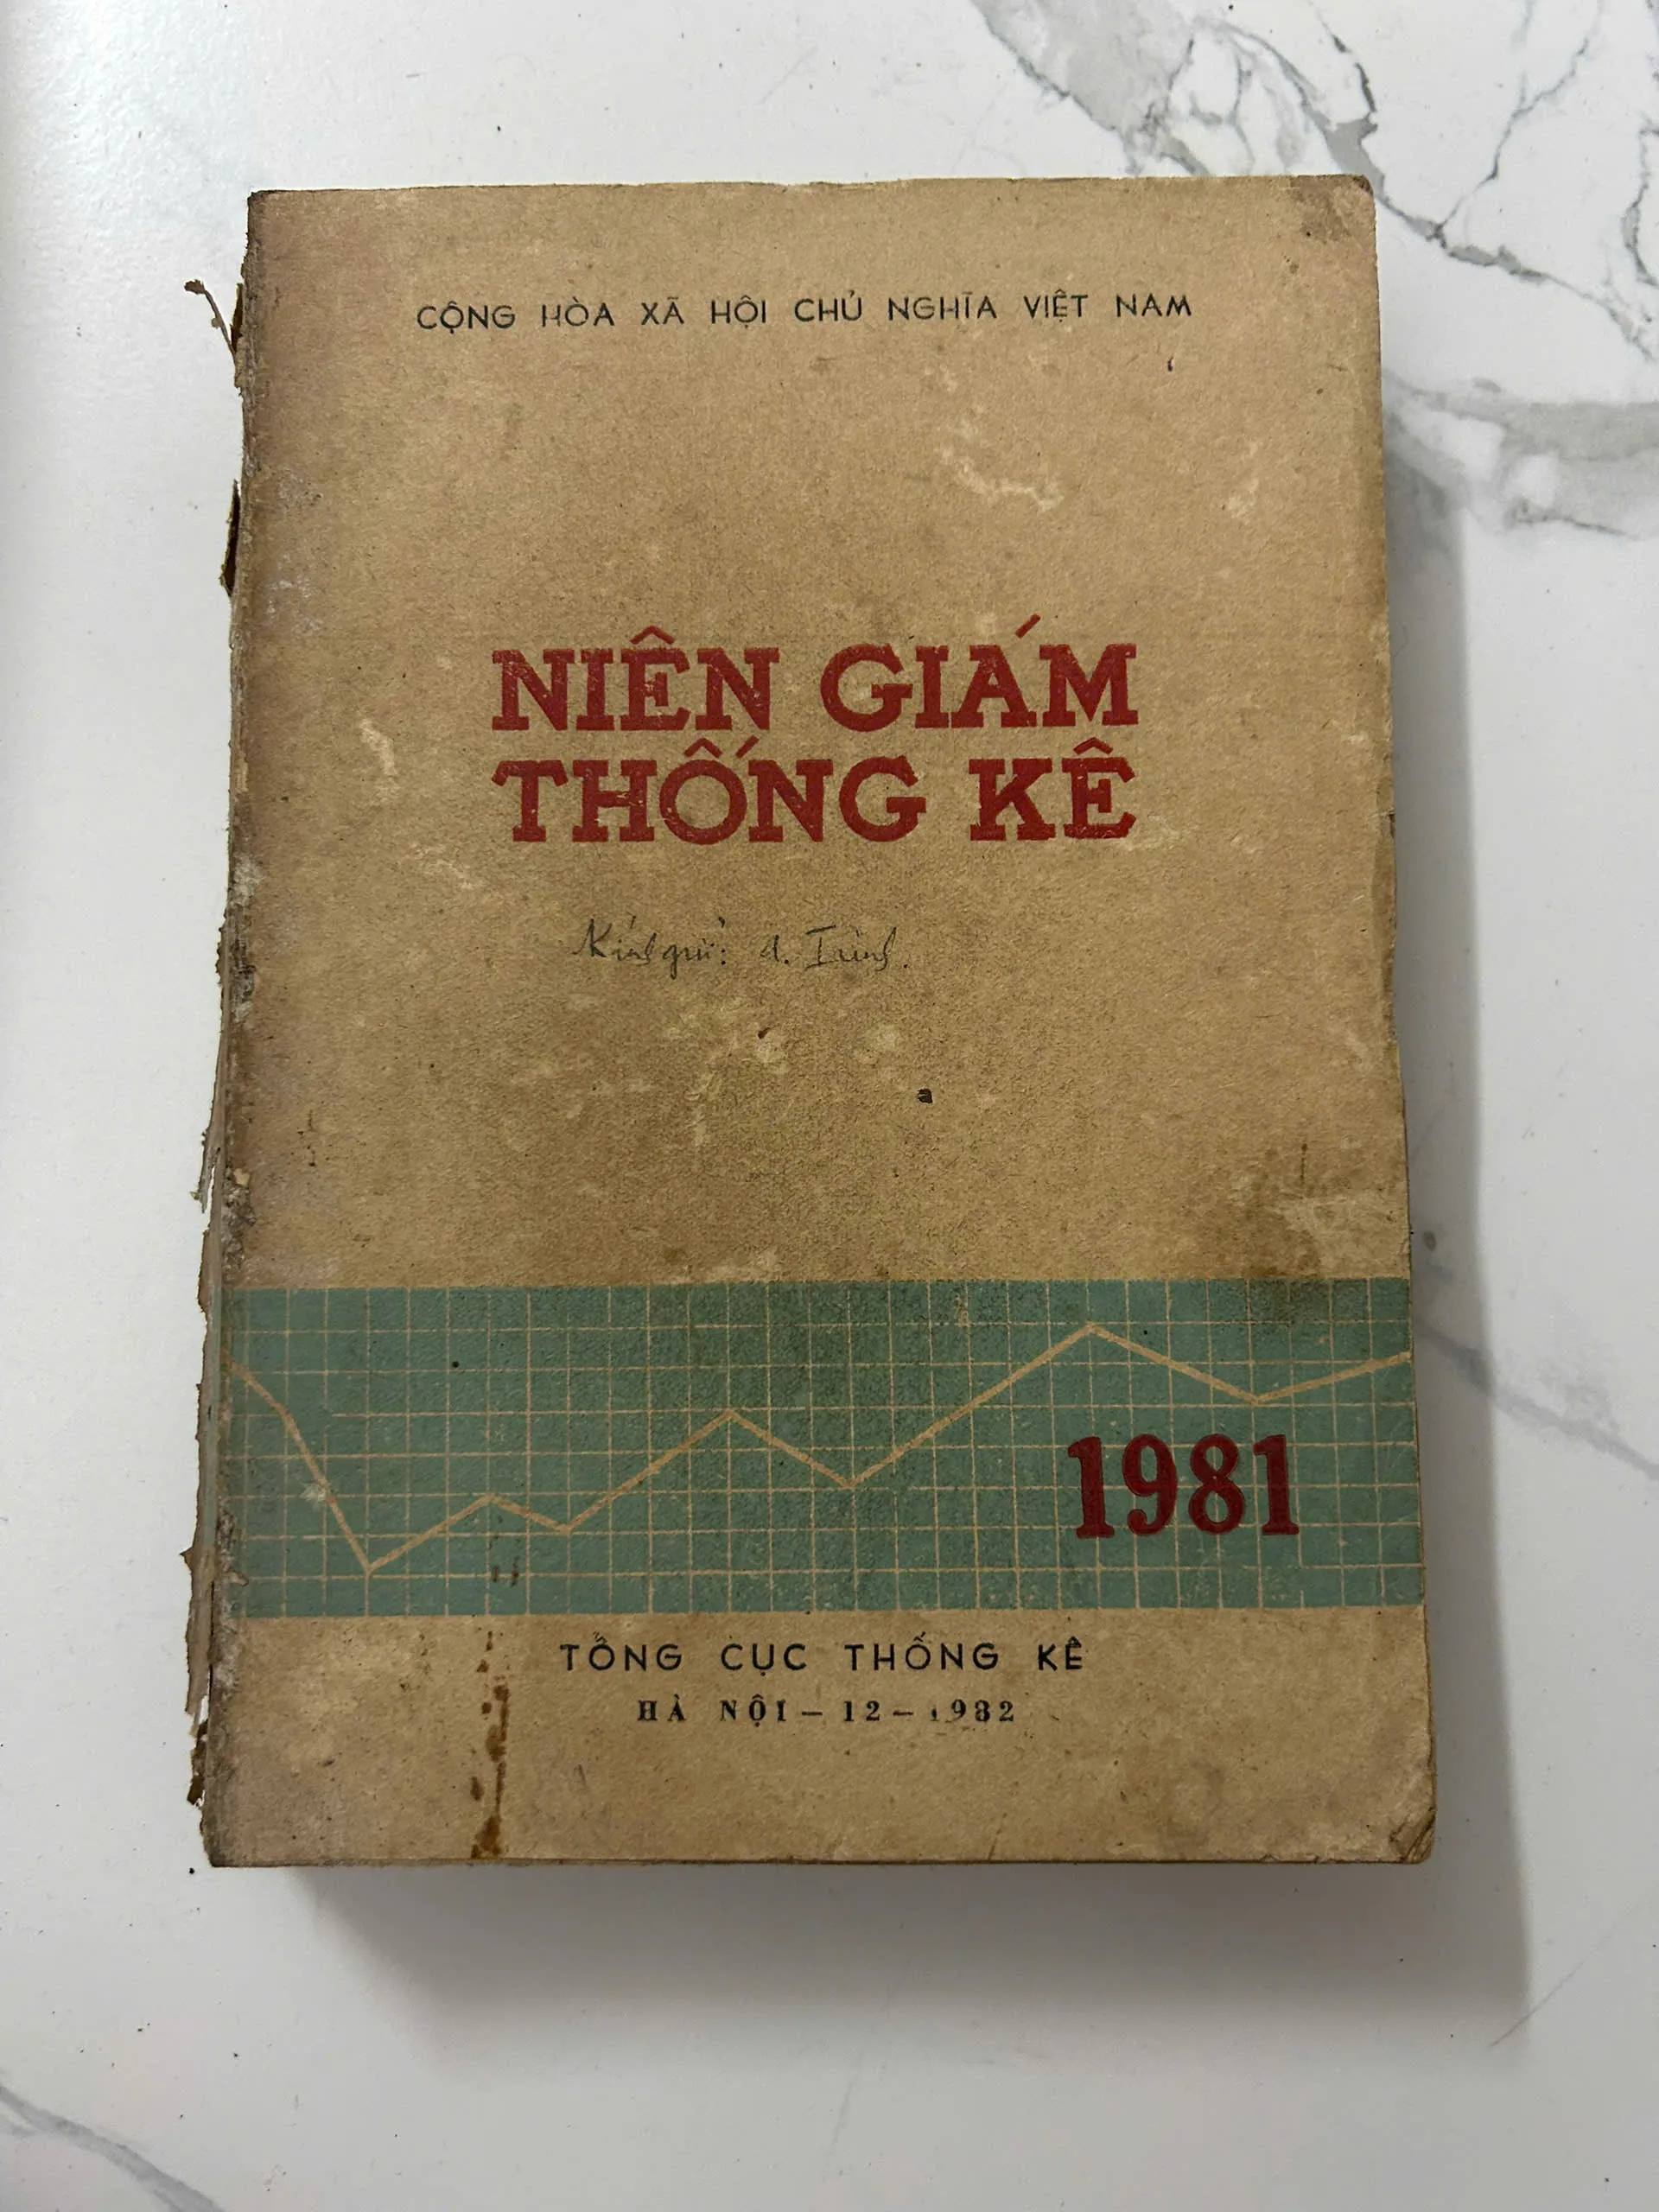 CỘNG HÒA XÃ HỘI CHỦ NGHĨA VIỆT NAM
NIÊN GIÁM
THỐNG KÊ
Kính gửi: A.
1981
TỔNG CỤC THỐNG KÊ
HÀ NỘI – 12 – 1982